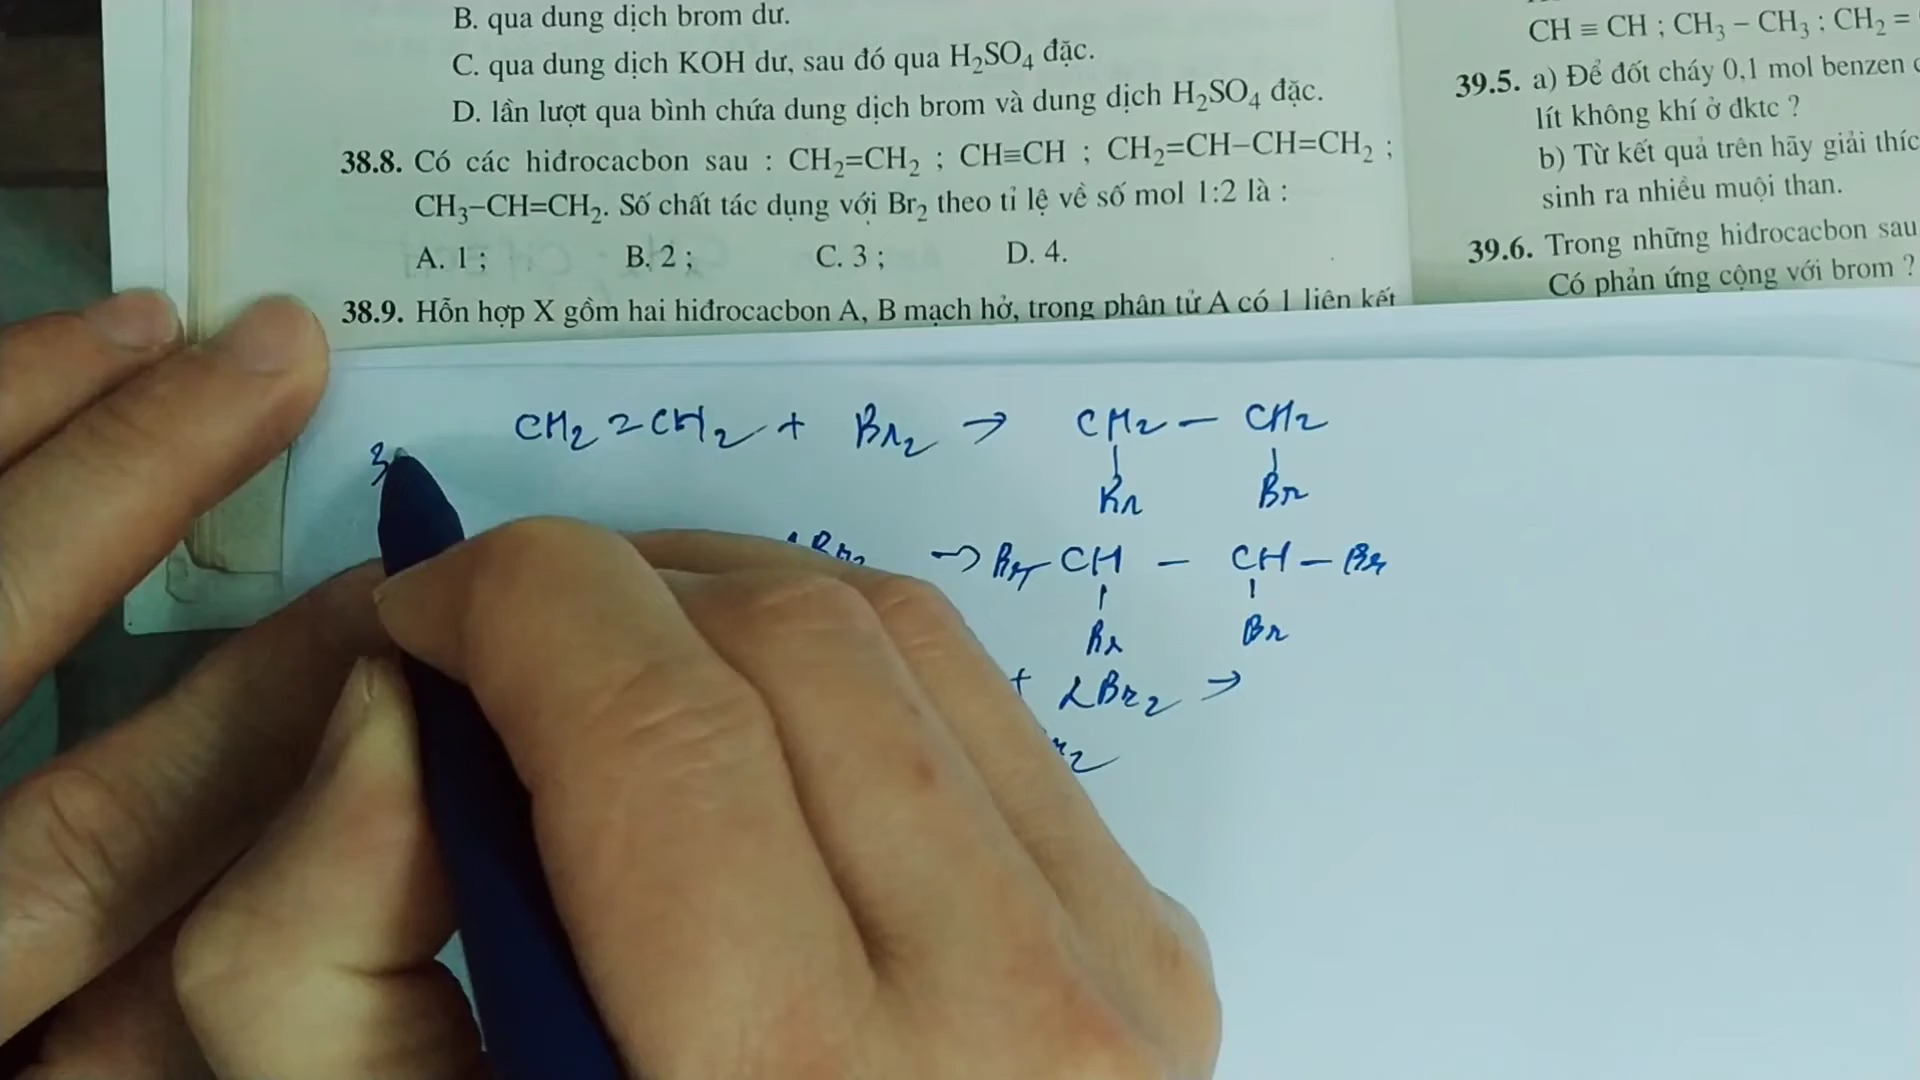 B. qua dung dịch brom dư.
C. qua dung dịch KOH dư, sau đó qua H₂SO₄ đặc.
D. lần lượt qua bình chứa dung dịch brom và dung dịch H₂SO₄ đặc.
38.8. Có các hiđrocacbon sau : CH₂=CH₂ ; CH≡CH ; CH₂=CH–CH=CH₂ ;
CH₃–CH=CH₂. Số chất tác dụng với Br₂ theo tỉ lệ về số mol 1:2 là :
A. 1 ; B. 2 ; C. 3 ; D. 4.
38.9. Hỗn hợp X gồm hai hiđrocacbon A, B mạch hở, trong phân tử A có 1 liên kết
CH ≡ CH ; CH₃ – CH₃ ; CH₂ =
39.5. a) Để đốt cháy 0,1 mol benzen
lít không khí ở đktc ?
b) Từ kết quả trên hãy giải thíc
sinh ra nhiều muội than.
39.6. Trong những hiđrocacbon sau
Có phản ứng cộng với brom ?
CH₂=CH₂ + Br₂ → CH₂ – CH₂
Br Br
3
→ Br–CH – CH – Br
Br Br
+ 2Br₂ →